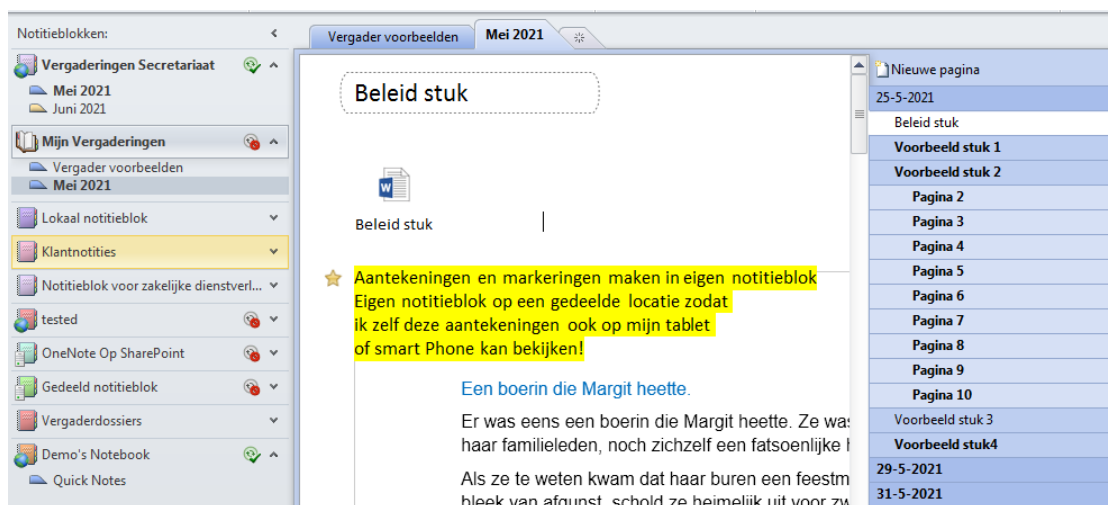 Notitieblokken:
Vergaderingen Secretariaat
Mei 2021
Juni 2021
Mijn Vergaderingen
Vergader voorbeelden
Mei 2021
Lokaal notitieblok
Klantnotities
Notitieblok voor zakelijke dienstverl...
tested
OneNote Op SharePoint
Gedeeld notitieblok
Vergaderdossiers
Demo's Notebook
Quick Notes
Vergader voorbeelden
Mei 2021
Beleid stuk
W
Beleid stuk
Aantekeningen en markeringen maken in eigen notitieblok
Eigen notitieblok op een gedeelde locatie zodat
ik zelf deze aantekeningen ook op mijn tablet
of smart Phone kan bekijken!
Een boerin die Margit heette.
Er was eens een boerin die Margit heette. Ze was
haar familieleden, noch zichzelf een fatsoenlijke
Als ze te weten kwam dat haar buren een feestm
bleek van afgunst, schold ze heimelijk uit voor zw
Nieuwe pagina
25-5-2021
Beleid stuk
Voorbeeld stuk 1
Voorbeeld stuk 2
Pagina 2
Pagina 3
Pagina 4
Pagina 5
Pagina 6
Pagina 7
Pagina 8
Pagina 9
Pagina 10
Voorbeeld stuk 3
Voorbeeld stuk4
29-5-2021
31-5-2021